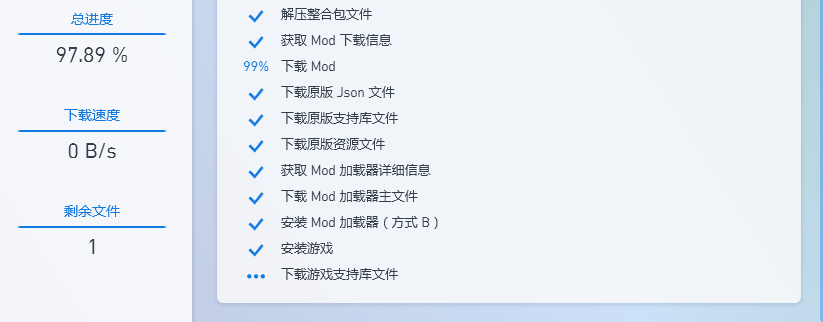 总进度
97.89 %
下载速度
0 B/s
剩余文件
1
解压整合包文件
获取 Mod 下载信息
99% 下载 Mod
下载原版 Json 文件
下载原版支持库文件
下载原版资源文件
获取 Mod 加载器详细信息
下载 Mod 加载器主文件
安装 Mod 加载器（方式 B）
安装游戏
下载游戏支持库文件